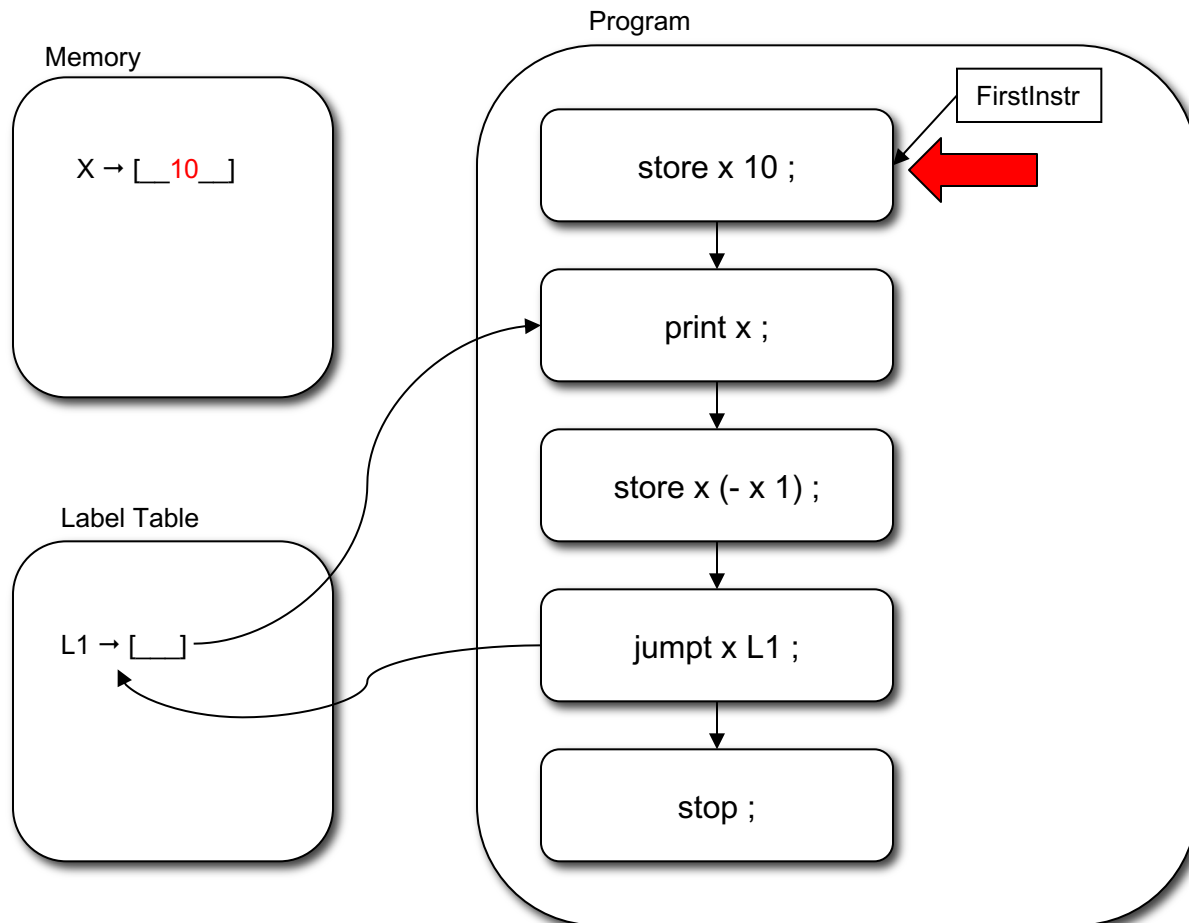 Program
Memory
FirstInstr
X → [__10__]
store x 10 ;
print x ;
store x (- x 1) ;
Label Table
L1 → [___]
jumpt x L1 ;
stop ;